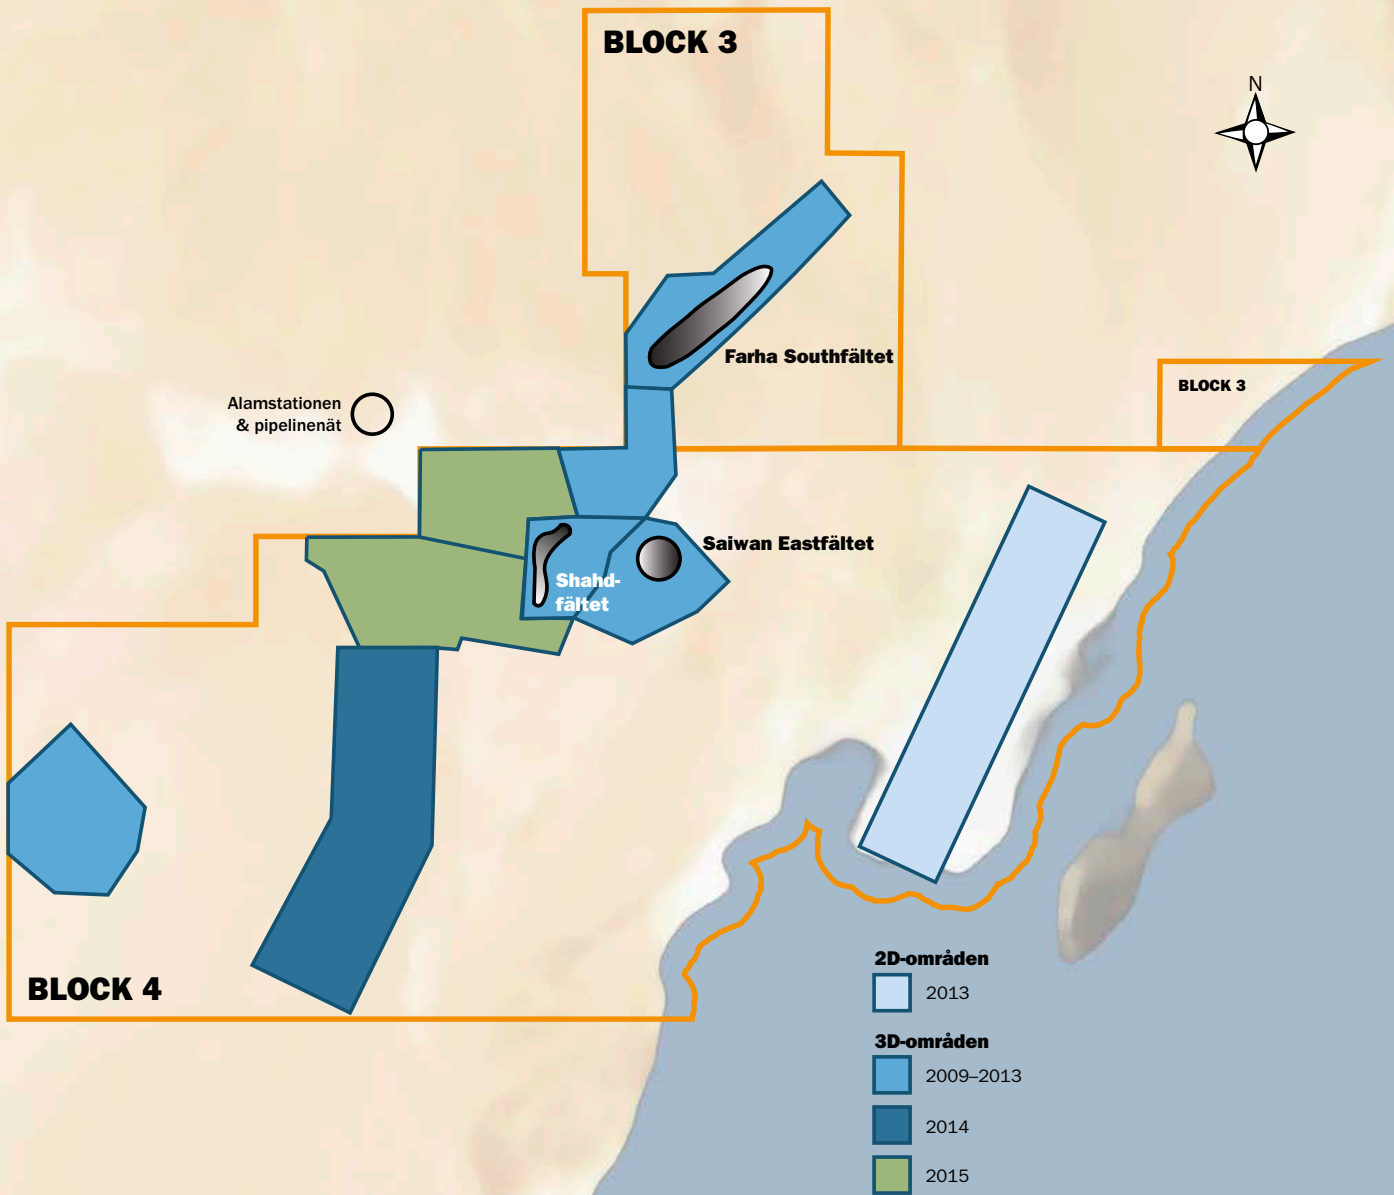 BLOCK 3
N
Farha Southfältet
BLOCK 3
Alamstationen
& pipelinenät
Saiwan Eastfältet
Shahd-
fältet
BLOCK 4
2D-områden
2013
3D-områden
2009–2013
2014
2015